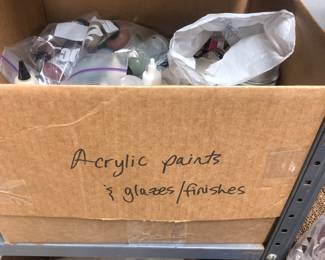 Acrylic paints
& glazes/finishes